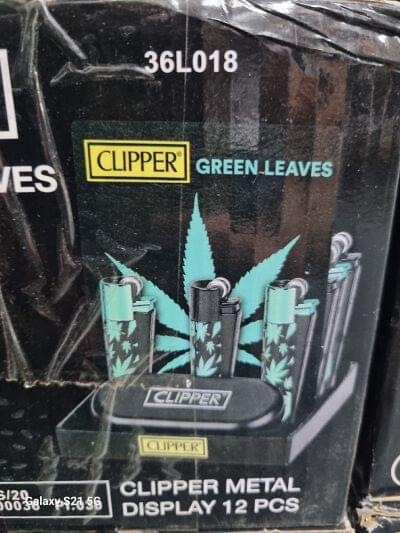 36L018
VES
CLIPPER
GREEN LEAVES
CLIPPER
CLIPPER
CLIPPER METAL
DISPLAY 12 PCS
Galaxy S21 5G